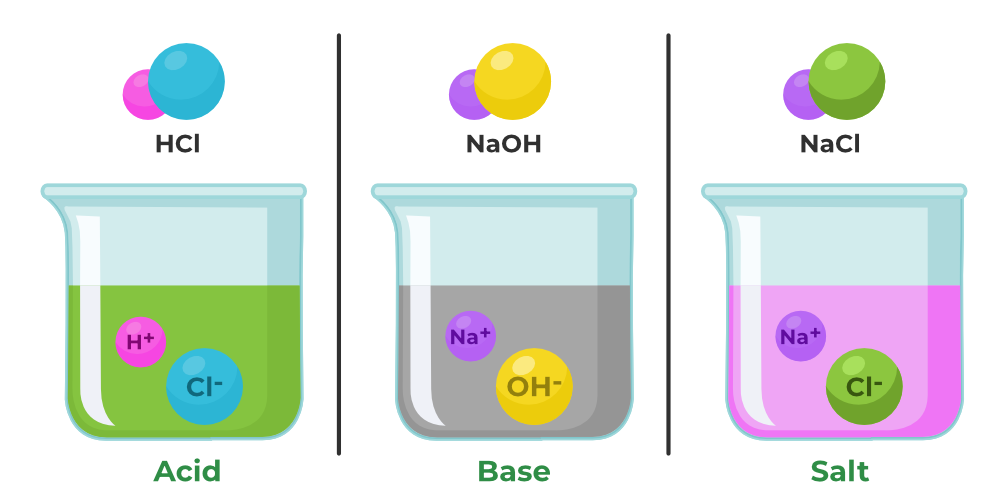 HCl
NaOH
NaCl
H⁺
Cl⁻
Na⁺
OH⁻
Na⁺
Cl⁻
Acid
Base
Salt